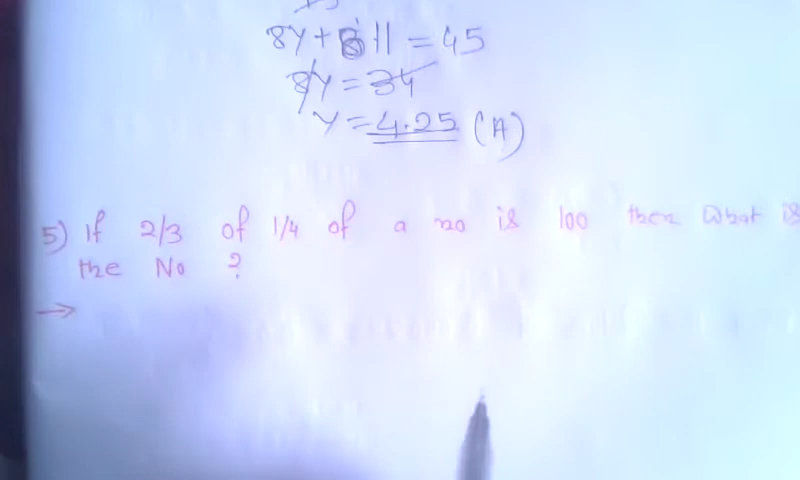 8y + 11 = 45
8y = 34
y = 4.25 (A)
5) If 2/3 of 1/4 of a no is 100 then what is
the No ?
→